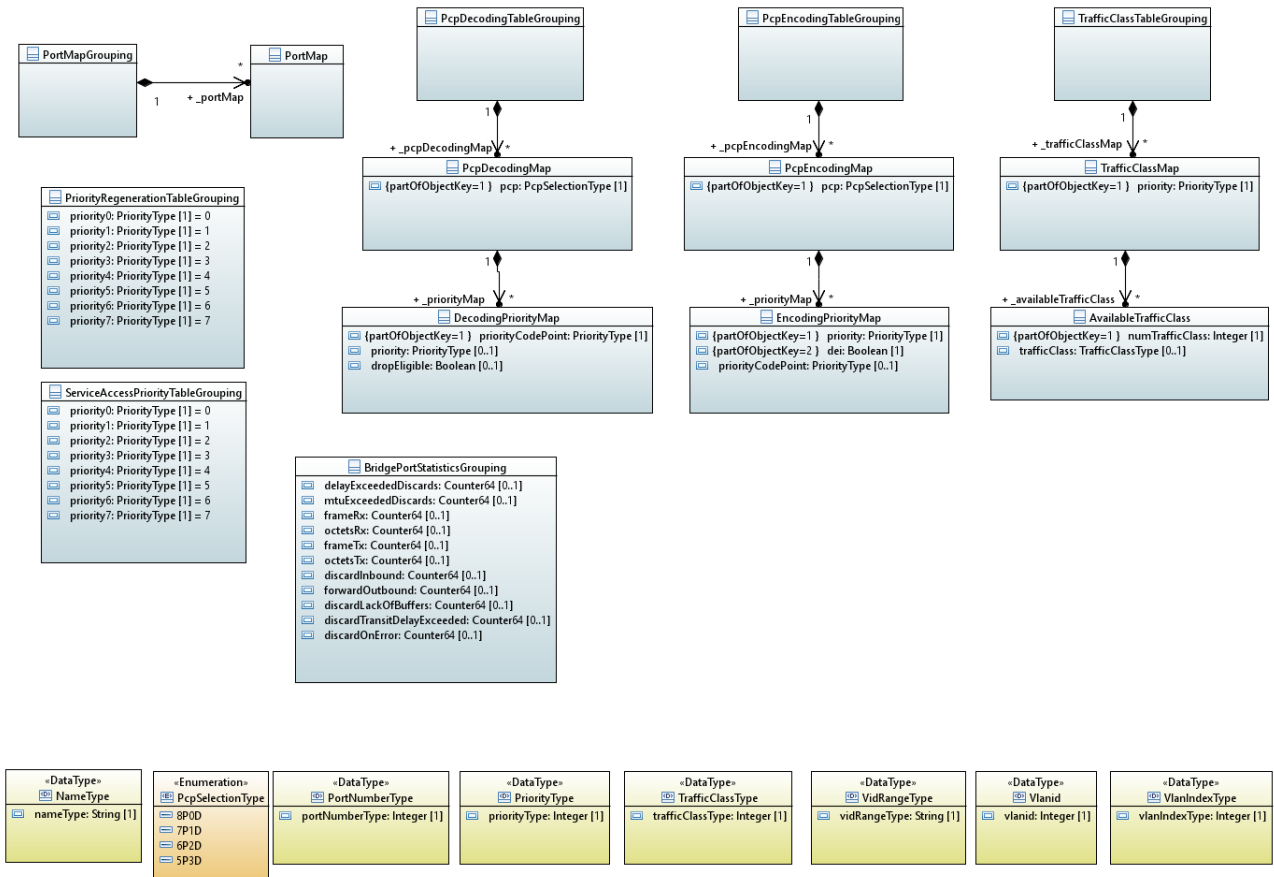 PortMapGrouping
1
+ _portMap
*
PortMap
PcpDecodingTableGrouping
1
+ _pcpDecodingMap
*
PcpDecodingMap
{partOfObjectKey=1 } pcp: PcpSelectionType [1]
1
+ _priorityMap
*
DecodingPriorityMap
{partOfObjectKey=1 } priorityCodePoint: PriorityType [1]
priority: PriorityType [0..1]
dropEligible: Boolean [0..1]
PcpEncodingTableGrouping
1
+ _pcpEncodingMap
*
PcpEncodingMap
{partOfObjectKey=1 } pcp: PcpSelectionType [1]
1
+ _priorityMap
*
EncodingPriorityMap
{partOfObjectKey=1 } priority: PriorityType [1]
{partOfObjectKey=2 } dei: Boolean [1]
priorityCodePoint: PriorityType [0..1]
TrafficClassTableGrouping
1
+ _trafficClassMap
*
TrafficClassMap
{partOfObjectKey=1 } priority: PriorityType [1]
1
+ _availableTrafficClass
*
AvailableTrafficClass
{partOfObjectKey=1 } numTrafficClass: Integer [1]
trafficClass: TrafficClassType [0..1]
PriorityRegenerationTableGrouping
priority0: PriorityType [1] = 0
priority1: PriorityType [1] = 1
priority2: PriorityType [1] = 2
priority3: PriorityType [1] = 3
priority4: PriorityType [1] = 4
priority5: PriorityType [1] = 5
priority6: PriorityType [1] = 6
priority7: PriorityType [1] = 7
ServiceAccessPriorityTableGrouping
priority0: PriorityType [1] = 0
priority1: PriorityType [1] = 1
priority2: PriorityType [1] = 2
priority3: PriorityType [1] = 3
priority4: PriorityType [1] = 4
priority5: PriorityType [1] = 5
priority6: PriorityType [1] = 6
priority7: PriorityType [1] = 7
BridgePortStatisticsGrouping
delayExceededDiscards: Counter64 [0..1]
mtuExceededDiscards: Counter64 [0..1]
frameRx: Counter64 [0..1]
octetsRx: Counter64 [0..1]
frameTx: Counter64 [0..1]
octetsTx: Counter64 [0..1]
discardInbound: Counter64 [0..1]
forwardOutbound: Counter64 [0..1]
discardLackOfBuffers: Counter64 [0..1]
discardTransitDelayExceeded: Counter64 [0..1]
discardOnError: Counter64 [0..1]
«DataType»
NameType
nameType: String [1]
«Enumeration»
PcpSelectionType
8P0D
7P1D
6P2D
5P3D
«DataType»
PortNumberType
portNumberType: Integer [1]
«DataType»
PriorityType
priorityType: Integer [1]
«DataType»
TrafficClassType
trafficClassType: Integer [1]
«DataType»
VidRangeType
vidRangeType: String [1]
«DataType»
Vlanid
vlanid: Integer [1]
«DataType»
VlanIndexType
vlanIndexType: Integer [1]